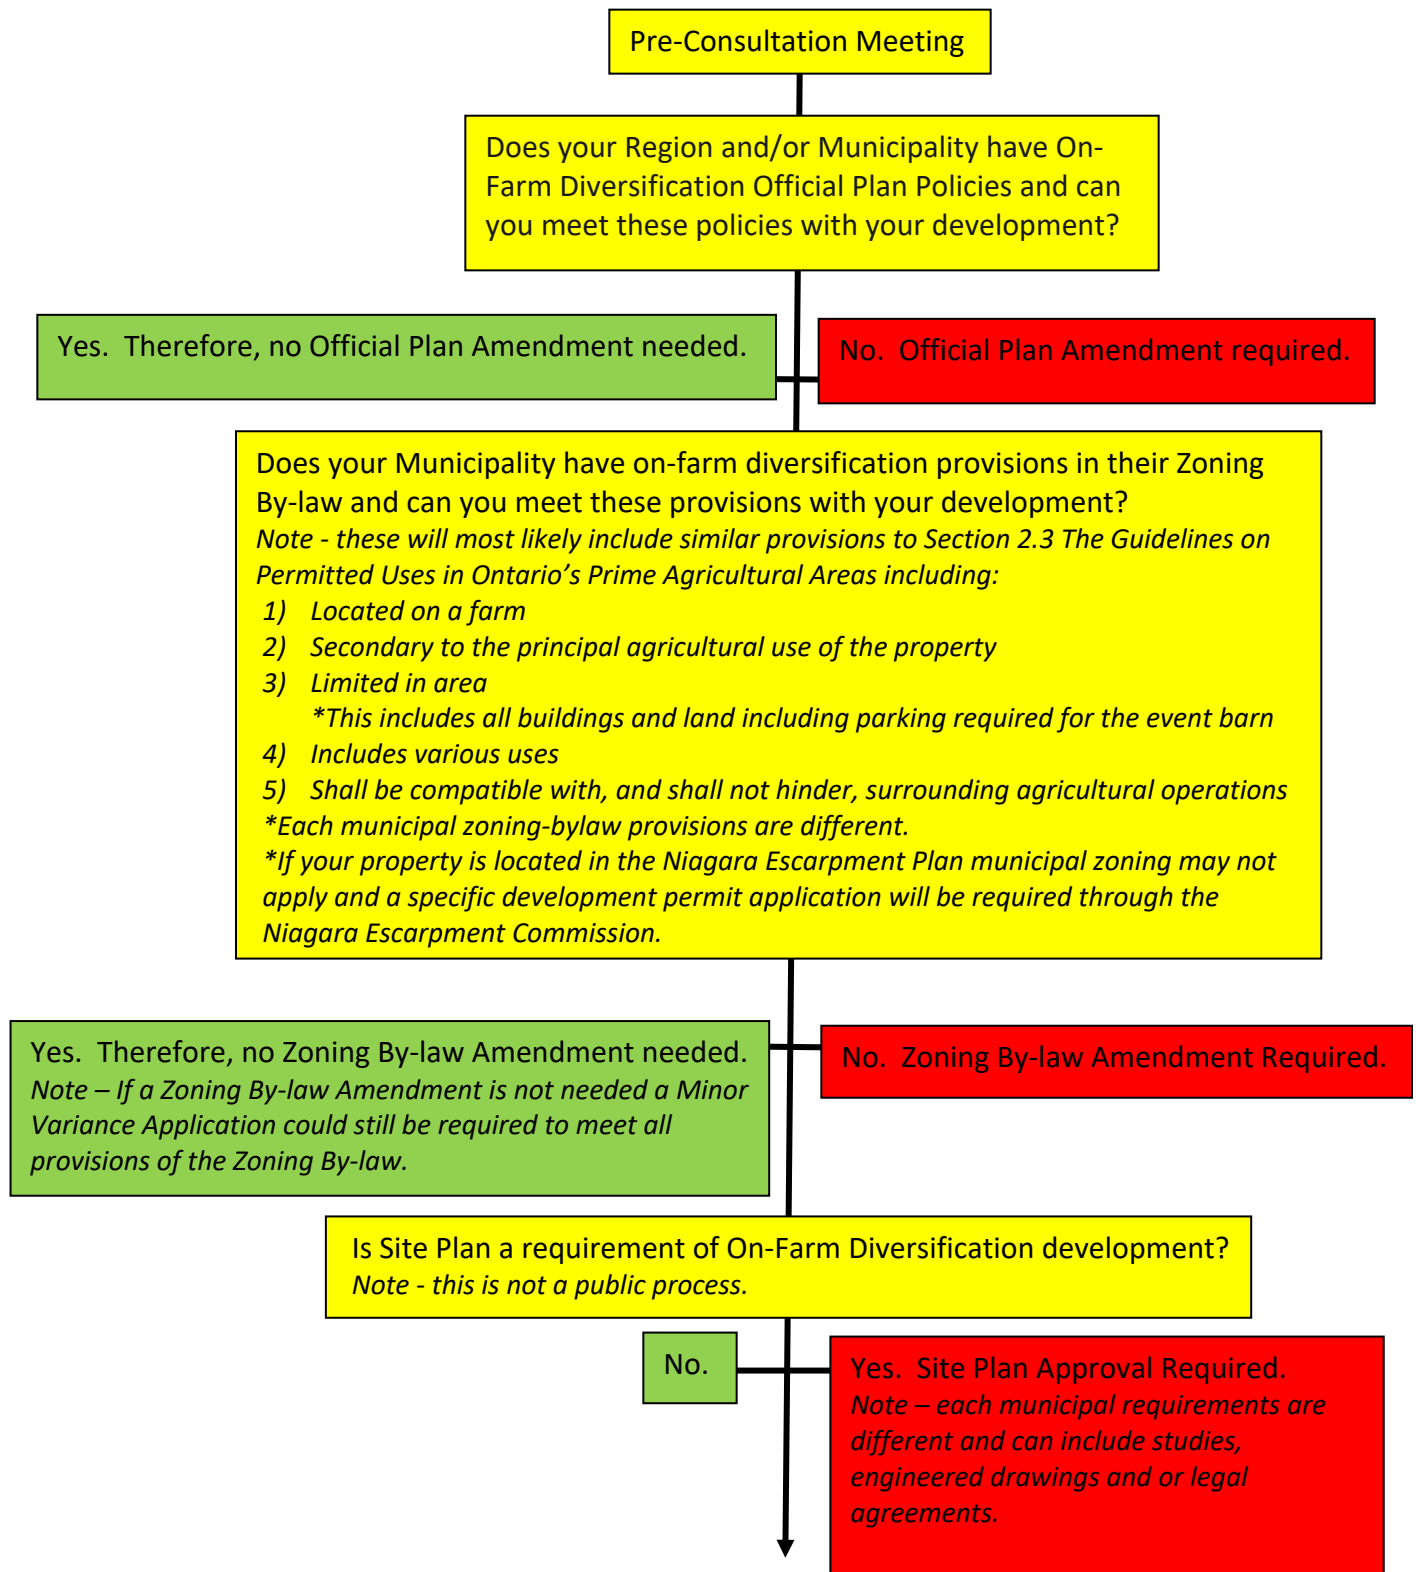 Pre-Consultation Meeting
Does your Region and/or Municipality have On-
Farm Diversification Official Plan Policies and can
you meet these policies with your development?
Yes.  Therefore, no Official Plan Amendment needed.
No.  Official Plan Amendment required.
Does your Municipality have on-farm diversification provisions in their Zoning
By-law and can you meet these provisions with your development?
Note - these will most likely include similar provisions to Section 2.3 The Guidelines on
Permitted Uses in Ontario’s Prime Agricultural Areas including:
1) Located on a farm
2) Secondary to the principal agricultural use of the property
3) Limited in area
*This includes all buildings and land including parking required for the event barn
4) Includes various uses
5) Shall be compatible with, and shall not hinder, surrounding agricultural operations
*Each municipal zoning-bylaw provisions are different.
*If your property is located in the Niagara Escarpment Plan municipal zoning may not
apply and a specific development permit application will be required through the
Niagara Escarpment Commission.
Yes.  Therefore, no Zoning By-law Amendment needed.
Note – If a Zoning By-law Amendment is not needed a Minor
Variance Application could still be required to meet all
provisions of the Zoning By-law.
No.  Zoning By-law Amendment Required.
Is Site Plan a requirement of On-Farm Diversification development?
Note - this is not a public process.
No.
Yes.  Site Plan Approval Required.
Note – each municipal requirements are
different and can include studies,
engineered drawings and or legal
agreements.